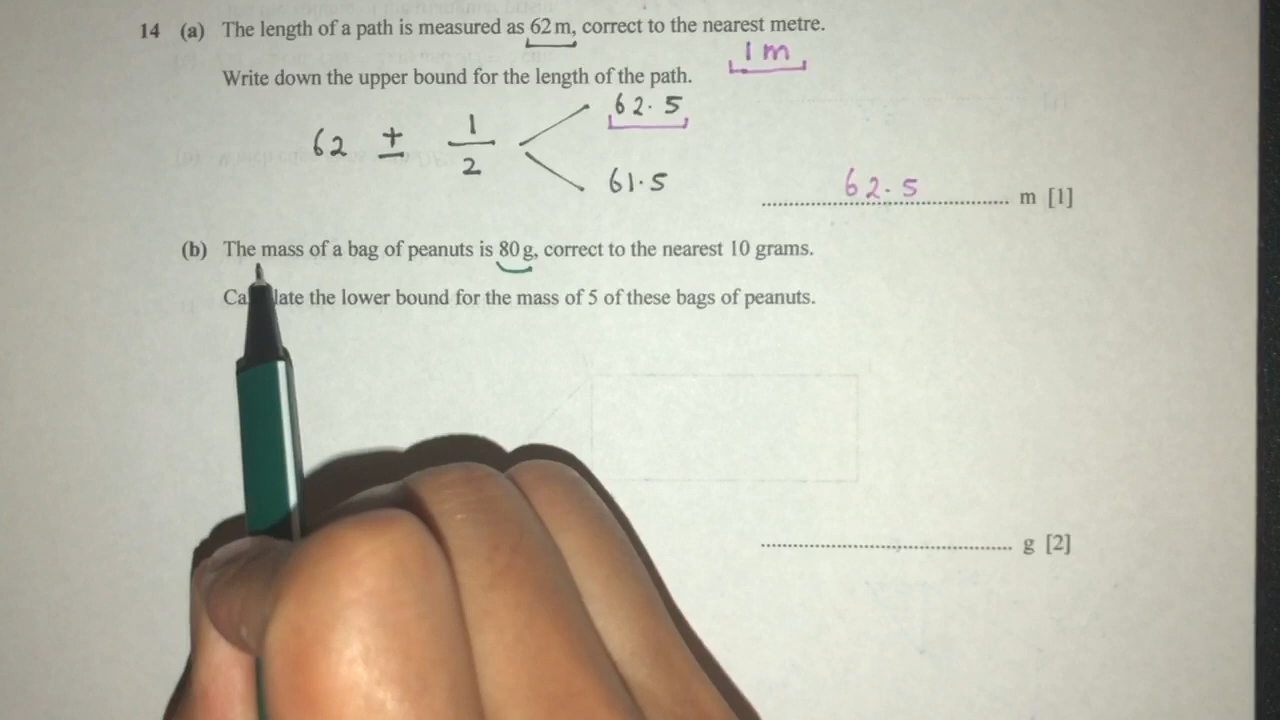 14 (a) The length of a path is measured as 62 m, correct to the nearest metre.
1 m
Write down the upper bound for the length of the path.
62 ± 1/2
62.5
61.5
62.5 m [1]
(b) The mass of a bag of peanuts is 80 g, correct to the nearest 10 grams.
late the lower bound for the mass of 5 of these bags of peanuts.
g [2]